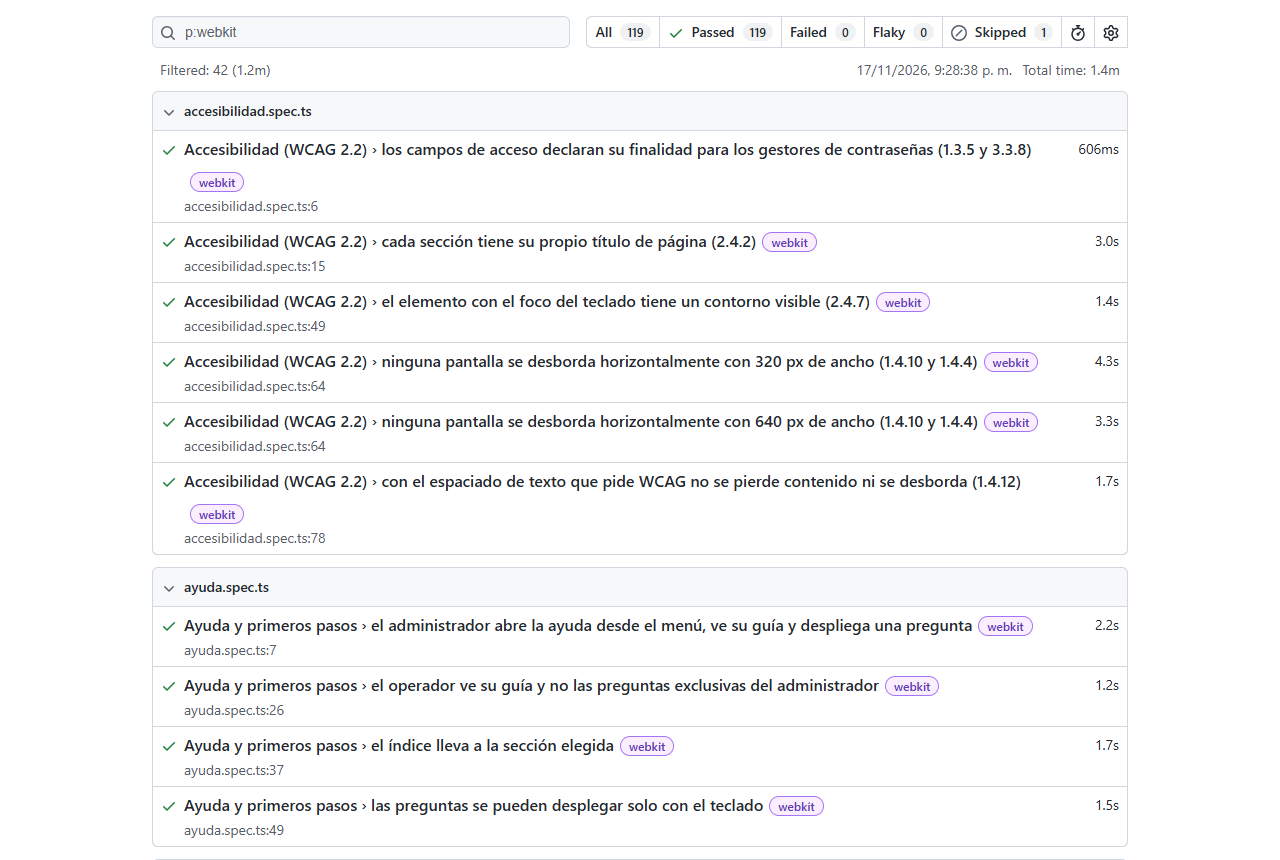 p:webkit
All 119 Passed 119 Failed 0 Flaky 0 Skipped 1
Filtered: 42 (1.2m) 17/11/2026, 9:28:38 p. m. Total time: 1.4m
accesibilidad.spec.ts
Accesibilidad (WCAG 2.2) › los campos de acceso declaran su finalidad para los gestores de contraseñas (1.3.5 y 3.3.8) 606ms
webkit
accesibilidad.spec.ts:6
Accesibilidad (WCAG 2.2) › cada sección tiene su propio título de página (2.4.2) webkit 3.0s
accesibilidad.spec.ts:15
Accesibilidad (WCAG 2.2) › el elemento con el foco del teclado tiene un contorno visible (2.4.7) webkit 1.4s
accesibilidad.spec.ts:49
Accesibilidad (WCAG 2.2) › ninguna pantalla se desborda horizontalmente con 320 px de ancho (1.4.10 y 1.4.4) webkit 4.3s
accesibilidad.spec.ts:64
Accesibilidad (WCAG 2.2) › ninguna pantalla se desborda horizontalmente con 640 px de ancho (1.4.10 y 1.4.4) webkit 3.3s
accesibilidad.spec.ts:64
Accesibilidad (WCAG 2.2) › con el espaciado de texto que pide WCAG no se pierde contenido ni se desborda (1.4.12) 1.7s
webkit
accesibilidad.spec.ts:78
ayuda.spec.ts
Ayuda y primeros pasos › el administrador abre la ayuda desde el menú, ve su guía y despliega una pregunta webkit 2.2s
ayuda.spec.ts:7
Ayuda y primeros pasos › el operador ve su guía y no las preguntas exclusivas del administrador webkit 1.2s
ayuda.spec.ts:26
Ayuda y primeros pasos › el índice lleva a la sección elegida webkit 1.7s
ayuda.spec.ts:37
Ayuda y primeros pasos › las preguntas se pueden desplegar solo con el teclado webkit 1.5s
ayuda.spec.ts:49